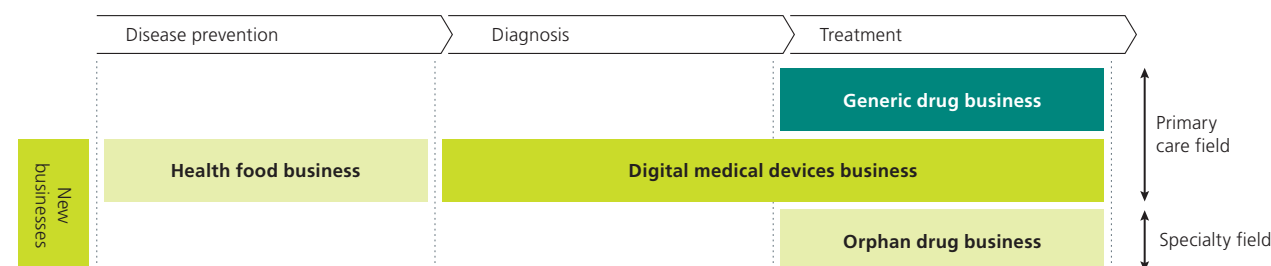 Disease prevention
Diagnosis
Treatment
Generic drug business
Primary
care field
New
businesses
Health food business
Digital medical devices business
Orphan drug business
Specialty field